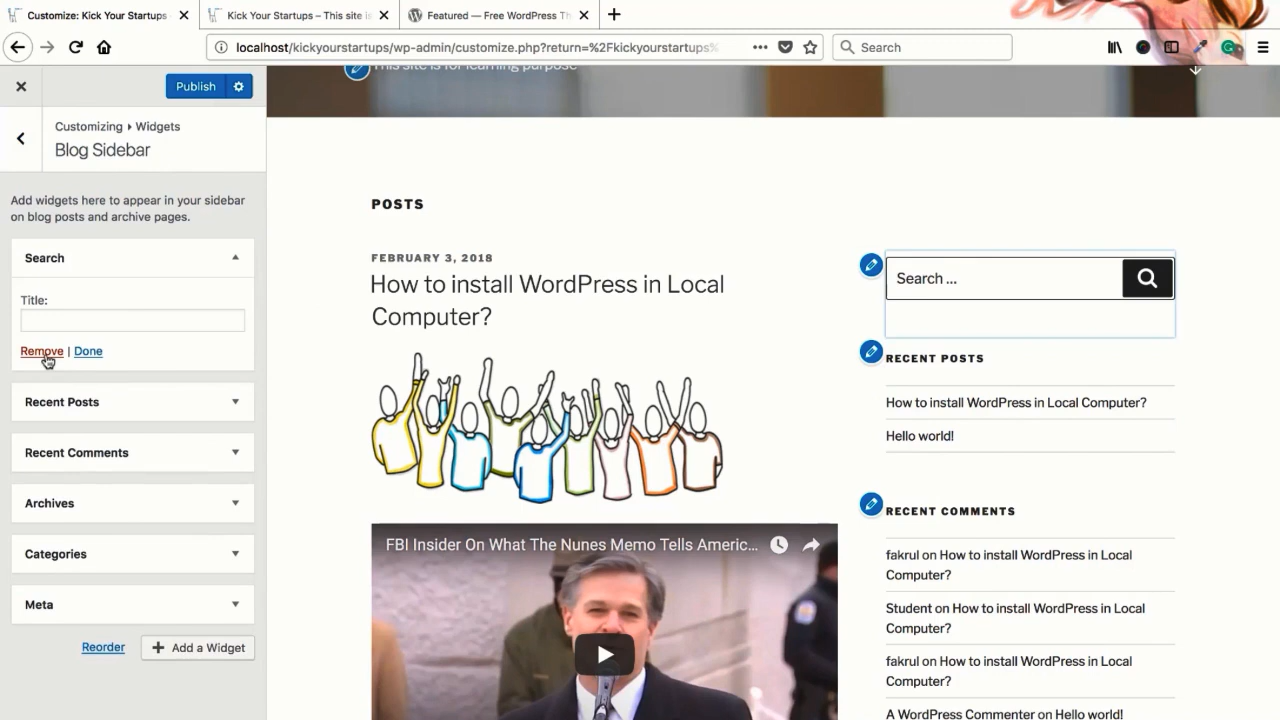 Customize: Kick Your Startups
Kick Your Startups – This site is
Featured — Free WordPress Th
localhost/kickyourstartups/wp-admin/customize.php?return=%2Fkickyourstartups%
Search
This site is for learning purpose
Publish
Customizing ▸ Widgets
Blog Sidebar
Add widgets here to appear in your sidebar
on blog posts and archive pages.
Search
Title:
Remove | Done
Recent Posts
Recent Comments
Archives
Categories
Meta
Reorder
Add a Widget
POSTS
FEBRUARY 3, 2018
How to install WordPress in Local
Computer?
FBI Insider On What The Nunes Memo Tells Americ...
Search ...
RECENT POSTS
How to install WordPress in Local Computer?
Hello world!
RECENT COMMENTS
fakrul on How to install WordPress in Local
Computer?
Student on How to install WordPress in Local
Computer?
fakrul on How to install WordPress in Local
Computer?
A WordPress Commenter on Hello world!